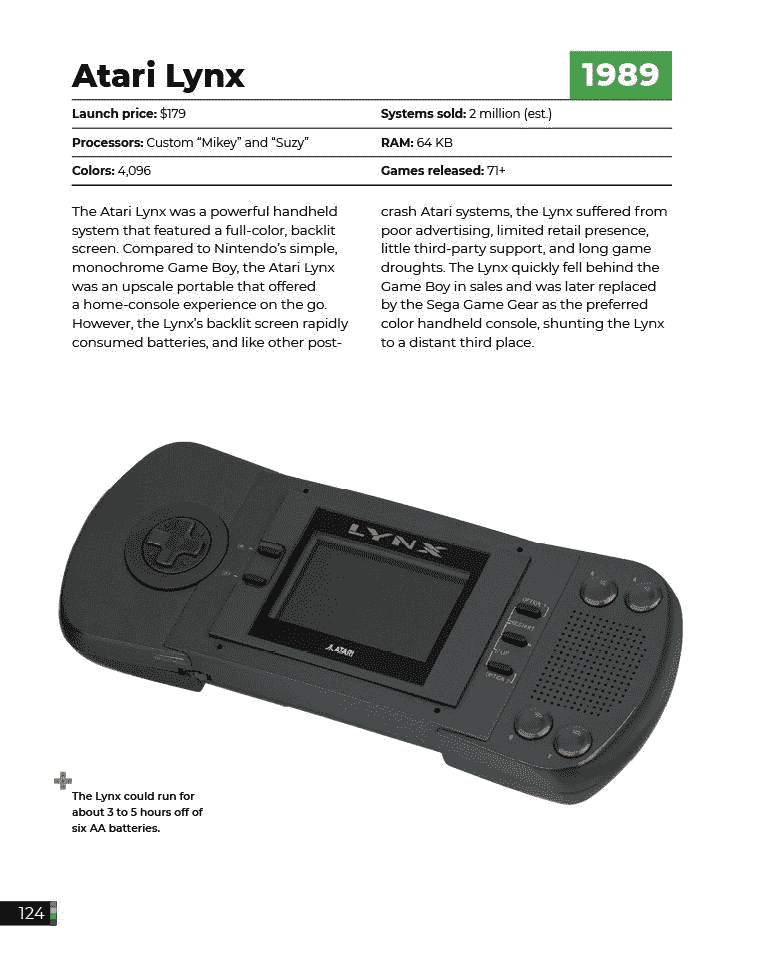 Atari Lynx
1989
Launch price: $179
Systems sold: 2 million (est.)
Processors: Custom “Mikey” and “Suzy”
RAM: 64 KB
Colors: 4,096
Games released: 71+
The Atari Lynx was a powerful handheld
system that featured a full-color, backlit
screen. Compared to Nintendo’s simple,
monochrome Game Boy, the Atari Lynx
was an upscale portable that offered
a home-console experience on the go.
However, the Lynx’s backlit screen rapidly
consumed batteries, and like other post-
crash Atari systems, the Lynx suffered from
poor advertising, limited retail presence,
little third-party support, and long game
droughts. The Lynx quickly fell behind the
Game Boy in sales and was later replaced
by the Sega Game Gear as the preferred
color handheld console, shunting the Lynx
to a distant third place.
LYNX
ATARI
OPTION 1
OPTION 2
The Lynx could run for
about 3 to 5 hours off of
six AA batteries.
124